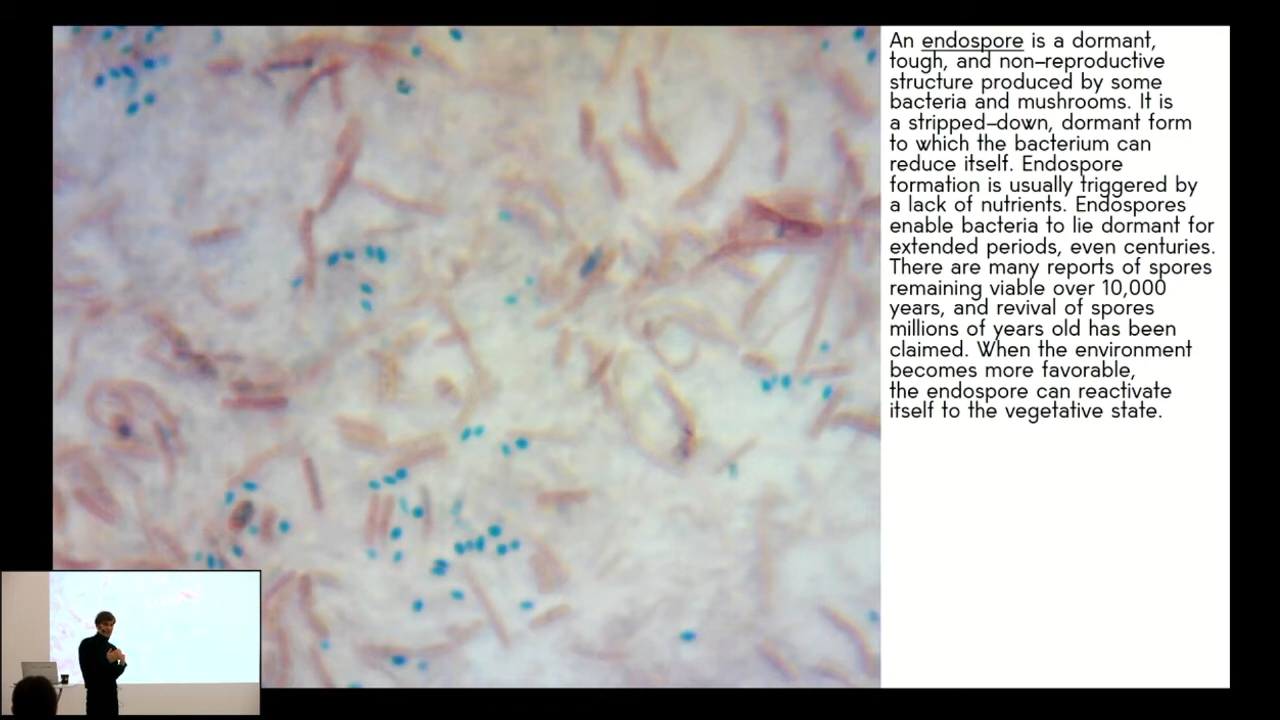 An endospore is a dormant,
tough, and non-reproductive
structure produced by some
bacteria and mushrooms. It is
a stripped-down, dormant form
to which the bacterium can
reduce itself. Endospore
formation is usually triggered by
a lack of nutrients. Endospores
enable bacteria to lie dormant for
extended periods, even centuries.
There are many reports of spores
remaining viable over 10,000
years, and revival of spores
millions of years old has been
claimed. When the environment
becomes more favorable,
the endospore can reactivate
itself to the vegetative state.